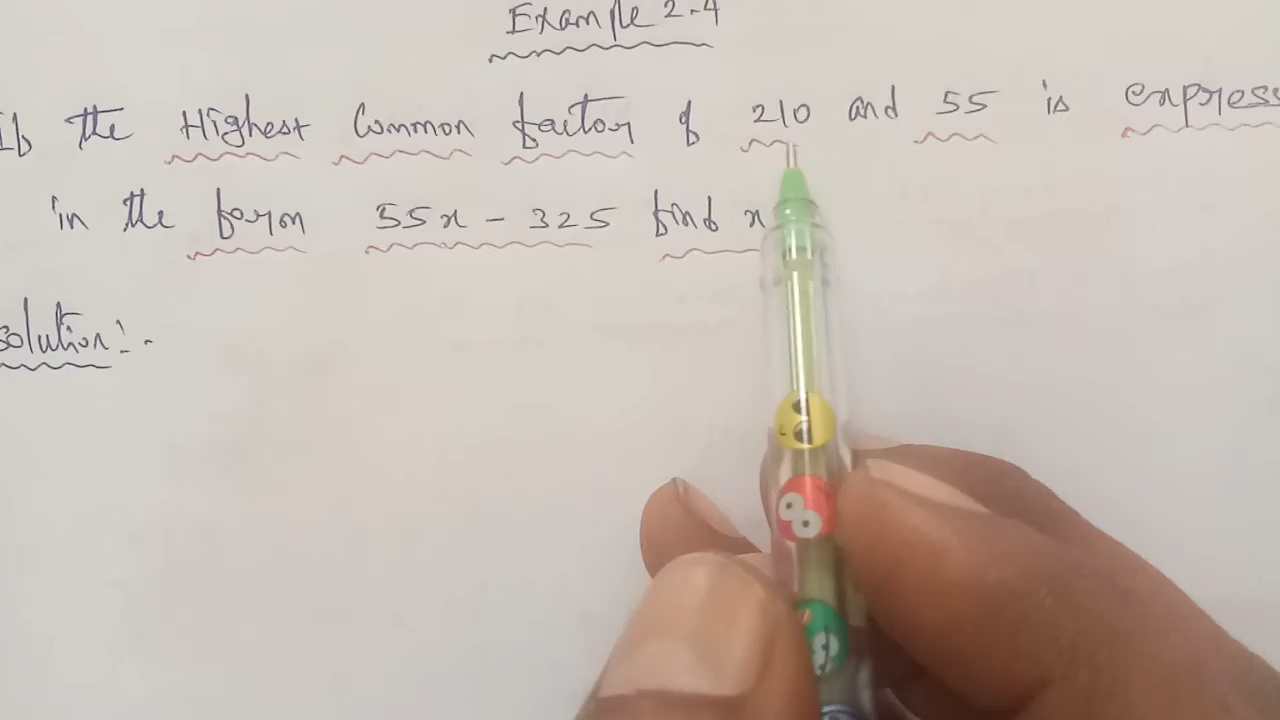 Example 2.4
If the Highest Common factor of 210 and 55 is express
in the form 55x - 325 find x
solution:-